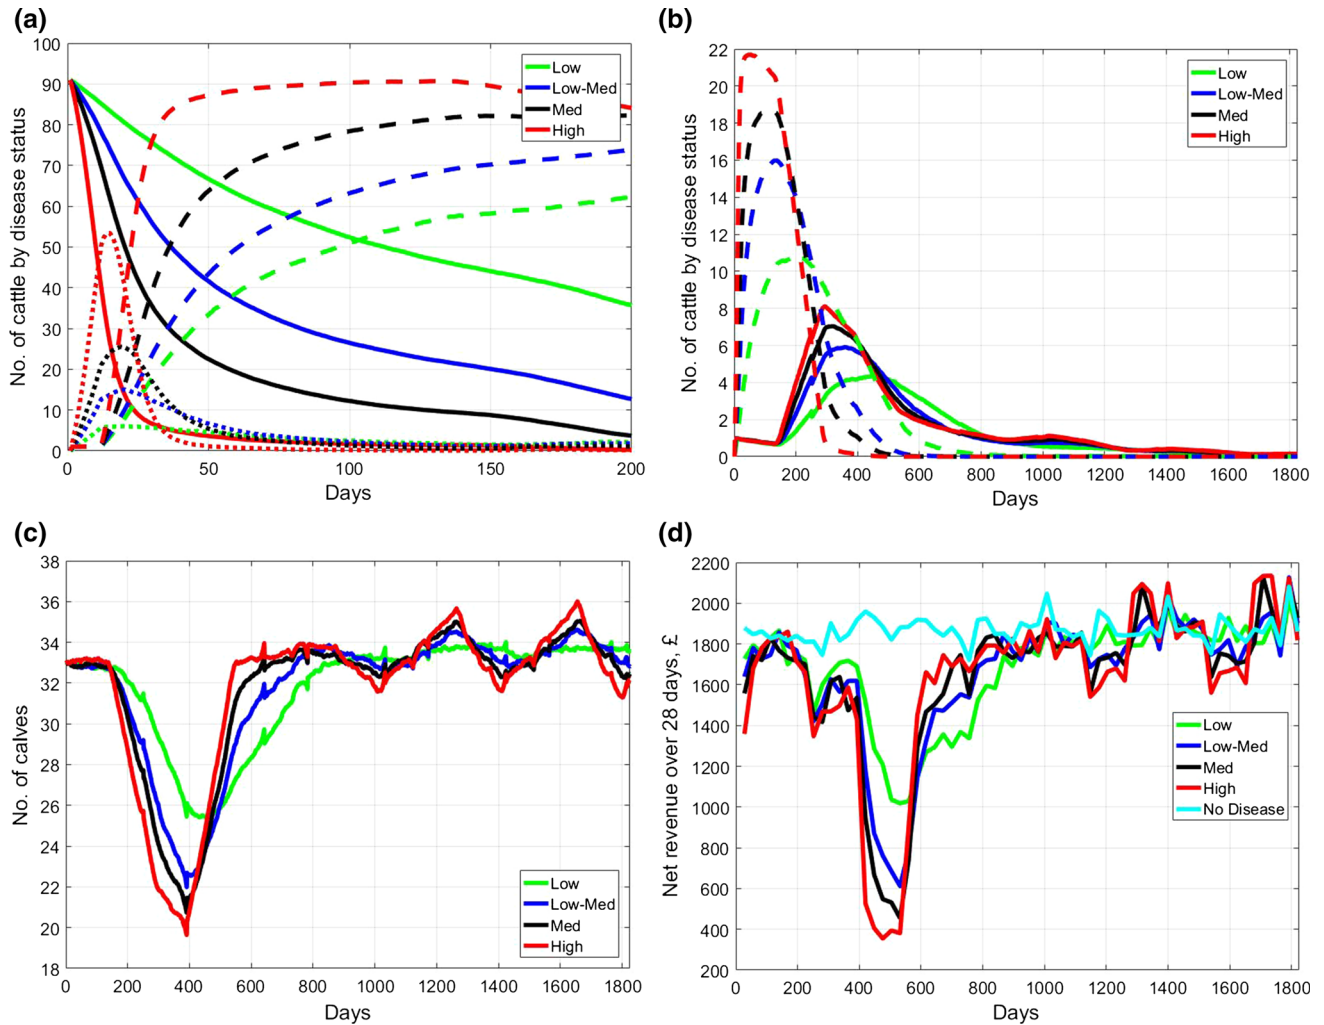 (a)
No. of cattle by disease status
100
90
80
70
60
50
40
30
20
10
0
0 50 100 150 200
Days
Low
Low-Med
Med
High
(b)
No. of cattle by disease status
22
20
18
16
14
12
10
8
6
4
2
0
0 200 400 600 800 1000 1200 1400 1600 1800
Days
Low
Low-Med
Med
High
(c)
No. of calves
38
36
34
32
30
28
26
24
22
20
18
0 200 400 600 800 1000 1200 1400 1600 1800
Days
Low
Low-Med
Med
High
(d)
Net revenue over 28 days, £
2200
2000
1800
1600
1400
1200
1000
800
600
400
200
0 200 400 600 800 1000 1200 1400 1600 1800
Days
Low
Low-Med
Med
High
No Disease